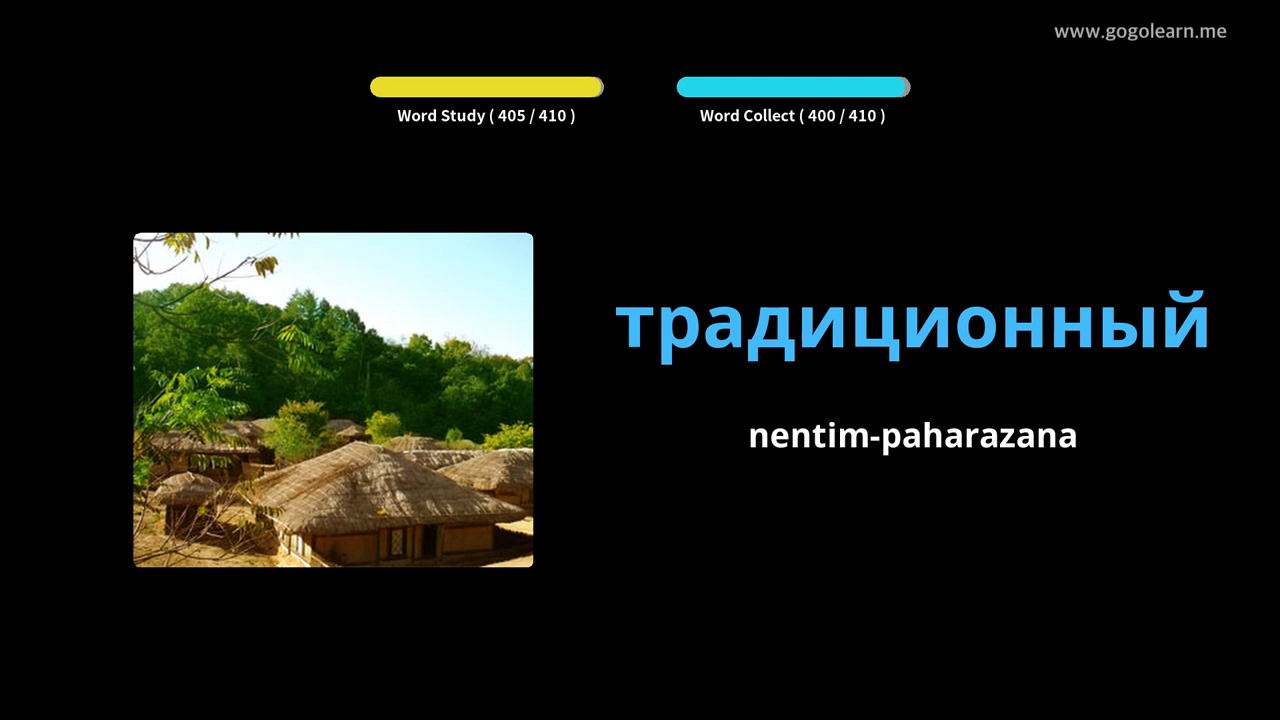 www.gogolearn.me
Word Study ( 405 / 410 )
Word Collect ( 400 / 410 )
традиционный
nentim-paharazana